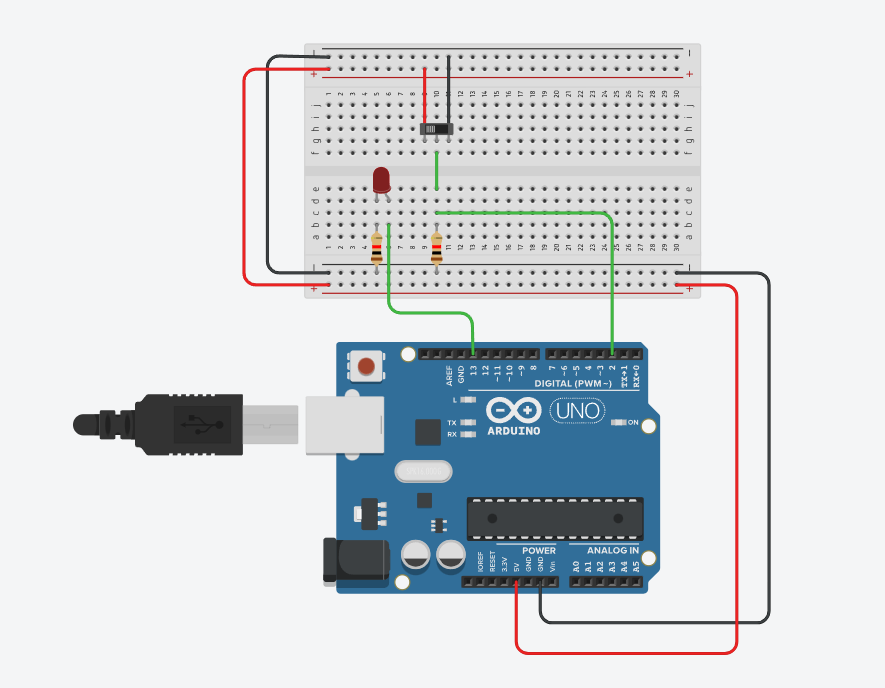 − −
+ +
1 2 3 4 5 6 7 8 9 10 11 12 13 14 15 16 17 18 19 20 21 22 23 24 25 26 27 28 29 30
j j
i i
h h
g g
f f
e e
d d
c c
b b
a a
1 2 3 4 5 6 7 8 9 10 11 12 13 14 15 16 17 18 19 20 21 22 23 24 25 26 27 28 29 30
− −
+ +
AREF GND 13 12 ~11 ~10 ~9 8 7 ~6 ~5 4 ~3 2 TX→1 RX←0
DIGITAL (PWM ~)
L
TX
RX
UNO
ARDUINO
ON
POWER ANALOG IN
IOREF RESET 3.3V 5V GND GND Vin A0 A1 A2 A3 A4 A5